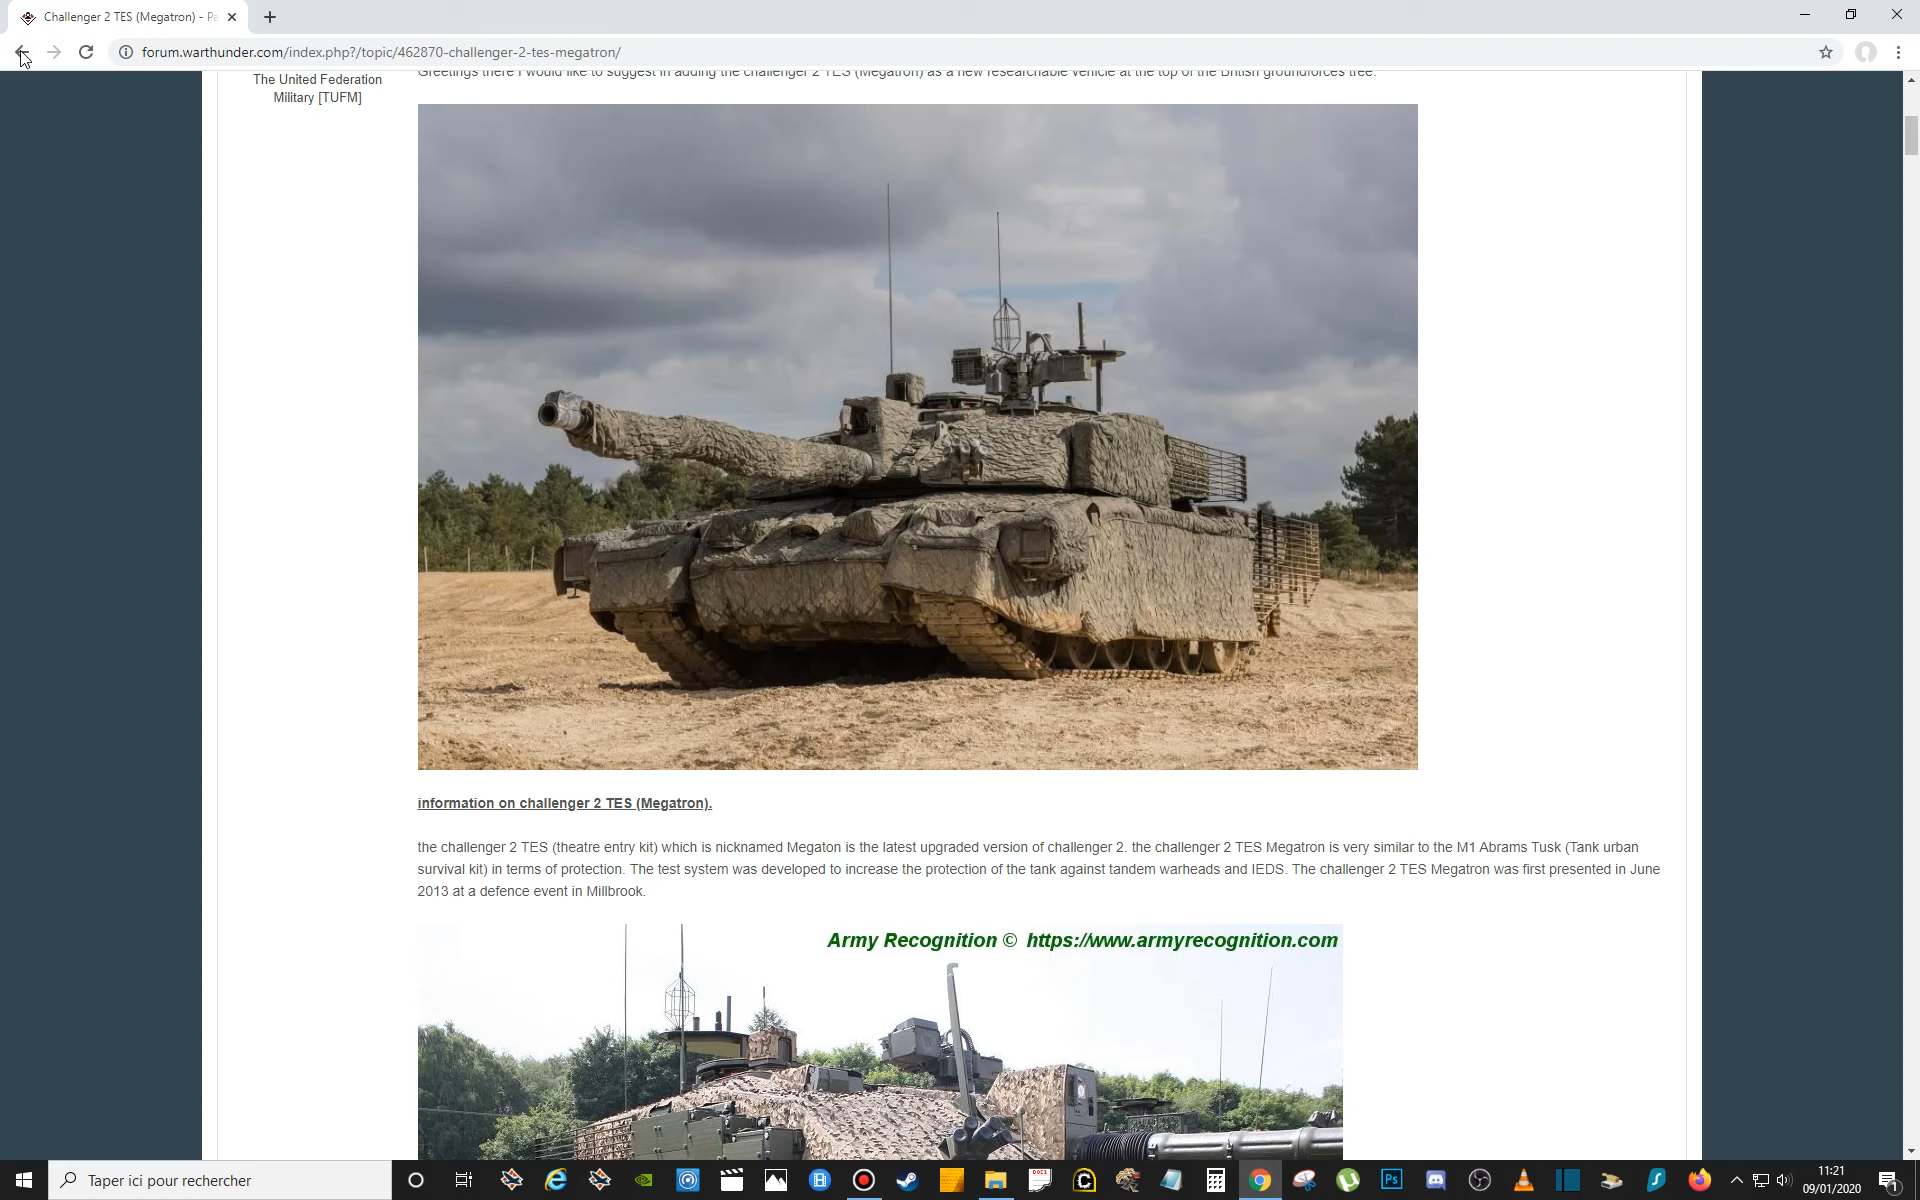 Challenger 2 TES (Megatron) - Pa
forum.warthunder.com/index.php?/topic/462870-challenger-2-tes-megatron/
The United Federation
Military [TUFM]
Greetings there I would like to suggest in adding the challenger 2 TES (Megatron) as a new researchable vehicle at the top of the British groundforces tree.
information on challenger 2 TES (Megatron).
the challenger 2 TES (theatre entry kit) which is nicknamed Megaton is the latest upgraded version of challenger 2. the challenger 2 TES Megatron is very similar to the M1 Abrams Tusk (Tank urban
survival kit) in terms of protection. The test system was developed to increase the protection of the tank against tandem warheads and IEDS. The challenger 2 TES Megatron was first presented in June
2013 at a defence event in Millbrook.
Army Recognition © https://www.armyrecognition.com
Taper ici pour rechercher
11:21
09/01/2020
1
DOC1
Ps